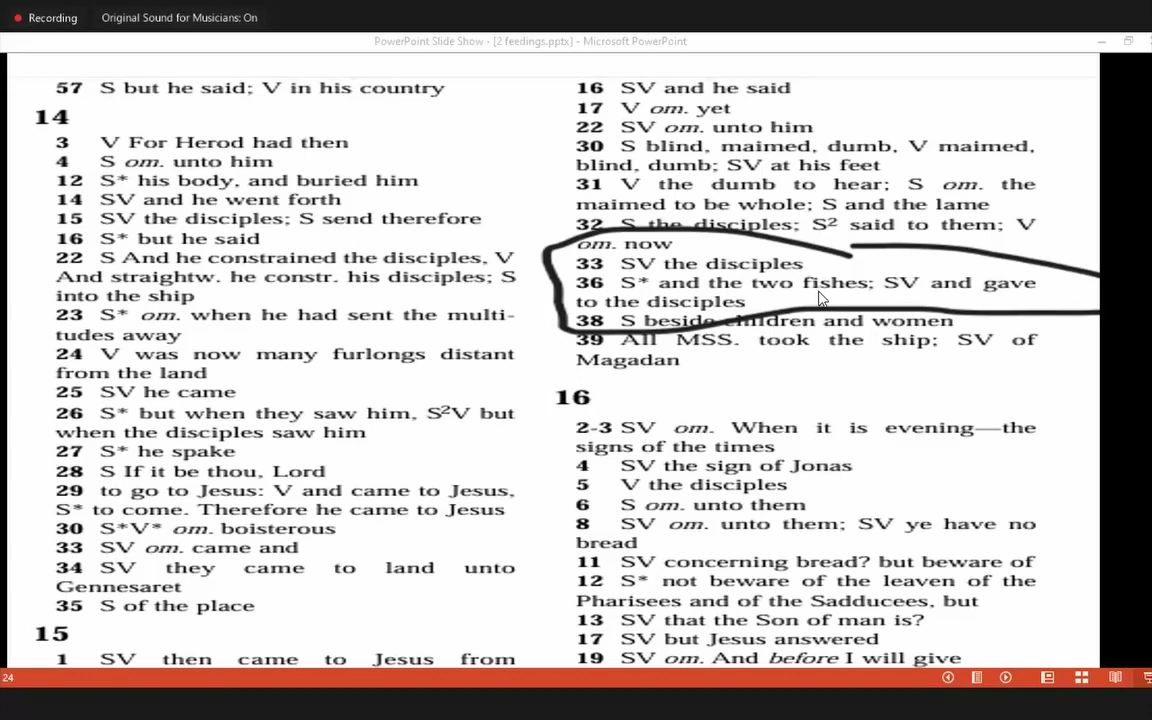 Recording
Original Sound for Musicians: On
PowerPoint Slide Show - [2 feedings.pptx] - Microsoft PowerPoint
57 S but he said; V in his country
14
3 V For Herod had then
4 S om. unto him
12 S* his body, and buried him
14 SV and he went forth
15 SV the disciples; S send therefore
16 S* but he said
22 S And he constrained the disciples, V
And straightw. he constr. his disciples; S
into the ship
23 S* om. when he had sent the multi-
tudes away
24 V was now many furlongs distant
from the land
25 SV he came
26 S* but when they saw him, S²V but
when the disciples saw him
27 S* he spake
28 S If it be thou, Lord
29 to go to Jesus: V and came to Jesus,
S* to come. Therefore he came to Jesus
30 S*V* om. boisterous
33 SV om. came and
34 SV they came to land unto
Gennesaret
35 S of the place
15
1 SV then came to Jesus from
16 SV and he said
17 V om. yet
22 SV om. unto him
30 S blind, maimed, dumb, V maimed,
blind, dumb; SV at his feet
31 V the dumb to hear; S om. the
maimed to be whole; S and the lame
32 S the disciples; S² said to them; V
om. now
33 SV the disciples
36 S* and the two fishes; SV and gave
to the disciples
38 S beside children and women
39 All MSS. took the ship; SV of
Magadan
16
2-3 SV om. When it is evening—the
signs of the times
4 SV the sign of Jonas
5 V the disciples
6 S om. unto them
8 SV om. unto them; SV ye have no
bread
11 SV concerning bread? but beware of
12 S* not beware of the leaven of the
Pharisees and of the Sadducees, but
13 SV that the Son of man is?
17 SV but Jesus answered
19 SV om. And before I will give
24